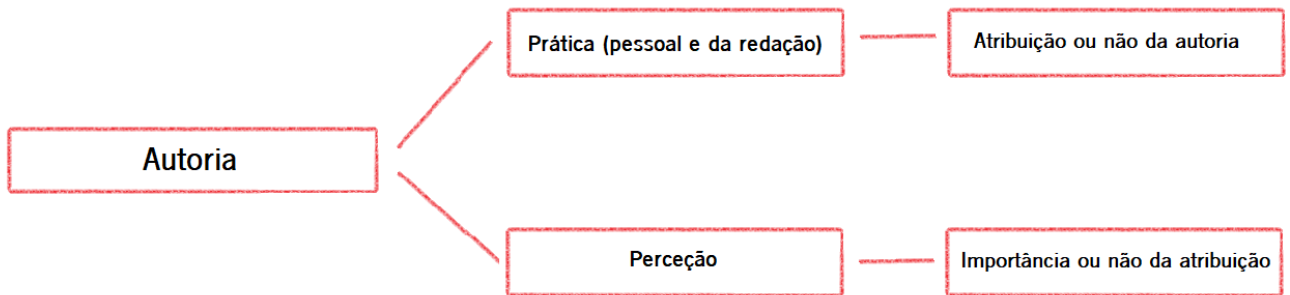 Autoria
Prática (pessoal e da redação)
Atribuição ou não da autoria
Perceção
Importância ou não da atribuição